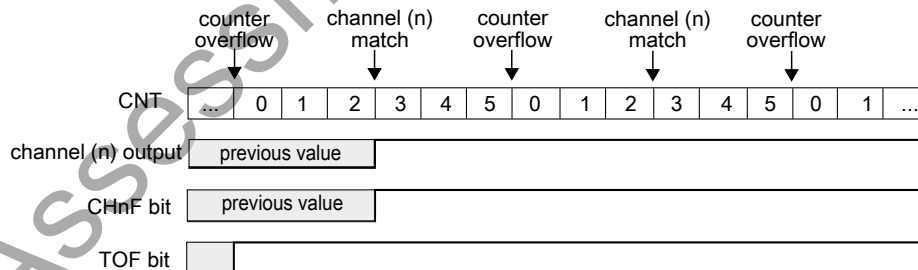 counter overflow channel (n) match counter overflow channel (n) match counter overflow
CNT ... 0 1 2 3 4 5 0 1 2 3 4 5 0 1 ...
channel (n) output previous value
CHnF bit previous value
TOF bit